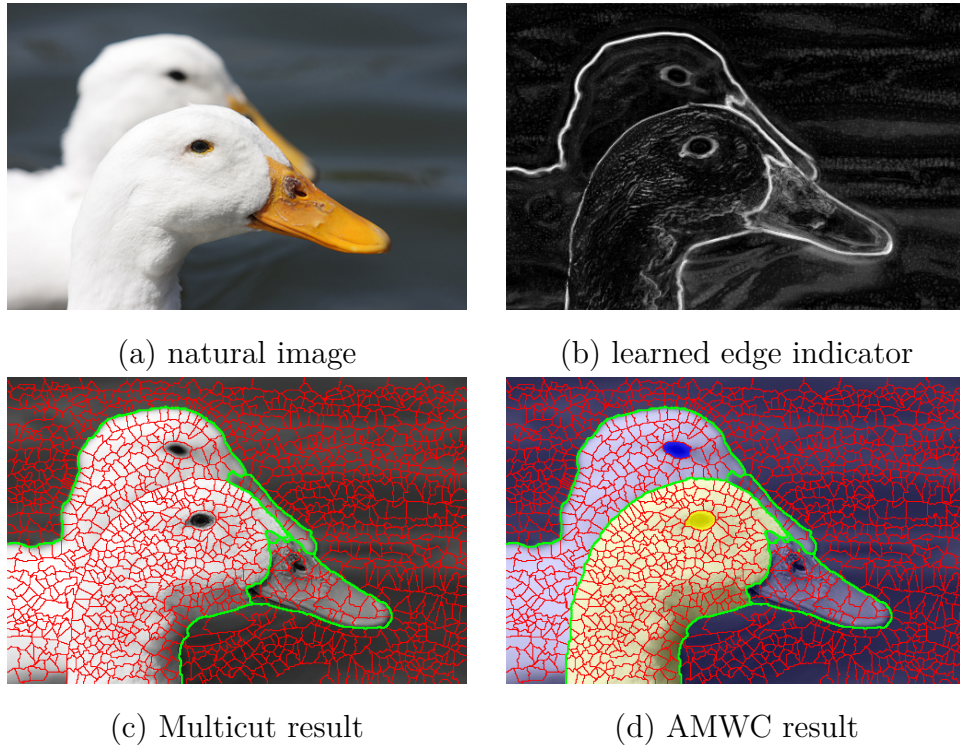 (a) natural image
(b) learned edge indicator
(c) Multicut result
(d) AMWC result